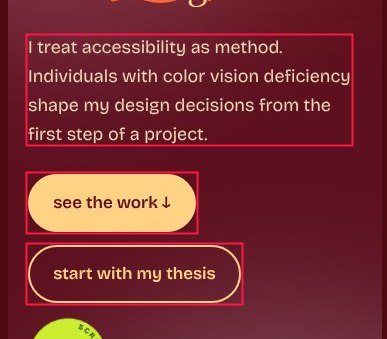 I treat accessibility as method.
Individuals with color vision deficiency
shape my design decisions from the
first step of a project.
see the work ↓
start with my thesis